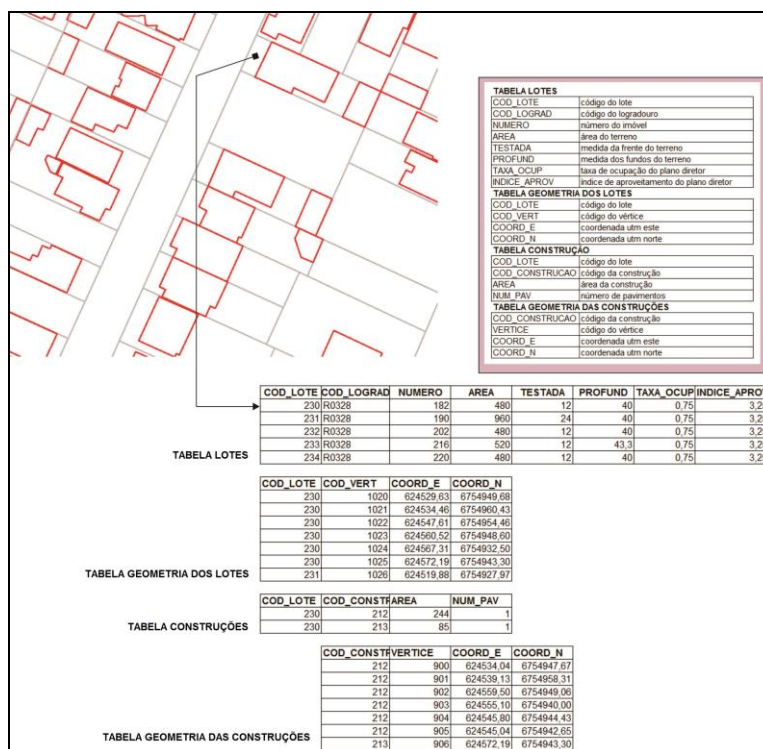 TABELA LOTES
COD_LOTE código do lote
COD_LOGRAD código do logradouro
NUMERO número do imóvel
AREA área do terreno
TESTADA medida da frente do terreno
PROFUND medida dos fundos do terreno
TAXA_OCUP taxa de ocupação do plano diretor
INDICE_APROV índice de aproveitamento do plano diretor
TABELA GEOMETRIA DOS LOTES
COD_LOTE código do lote
COD_VERT código do vértice
COORD_E coordenada utm este
COORD_N coordenada utm norte
TABELA CONSTRUÇÃO
COD_LOTE código do lote
COD_CONSTRUCAO código da construção
AREA área da construção
NUM_PAV número de pavimentos
TABELA GEOMETRIA DAS CONSTRUÇÕES
COD_CONSTRUCAO código da construção
VERTICE código do vértice
COORD_E coordenada utm este
COORD_N coordenada utm norte
COD_LOTE COD_LOGRAD NUMERO AREA TESTADA PROFUND TAXA_OCUP INDICE_APRO
230 R0328 182 480 12 40 0,75 3,2
231 R0328 190 960 24 40 0,75 3,2
232 R0328 202 480 12 40 0,75 3,2
233 R0328 216 520 12 43,3 0,75 3,2
234 R0328 220 480 12 40 0,75 3,2
TABELA LOTES
COD_LOTE COD_VERT COORD_E COORD_N
230 1020 624529,63 6754949,68
230 1021 624534,46 6754960,43
230 1022 624547,61 6754954,46
230 1023 624560,52 6754948,60
230 1024 624567,31 6754932,50
230 1025 624572,19 6754943,30
231 1026 624519,88 6754927,97
TABELA GEOMETRIA DOS LOTES
COD_LOTE COD_CONSTR AREA NUM_PAV
230 212 244 1
230 213 85 1
TABELA CONSTRUÇÕES
COD_CONSTR VERTICE COORD_E COORD_N
212 900 624534,04 6754947,67
212 901 624539,13 6754958,31
212 902 624559,50 6754949,06
212 903 624555,10 6754940,00
212 904 624545,80 6754944,43
212 905 624545,04 6754942,65
213 906 624572,19 6754943,30
TABELA GEOMETRIA DAS CONSTRUÇÕES